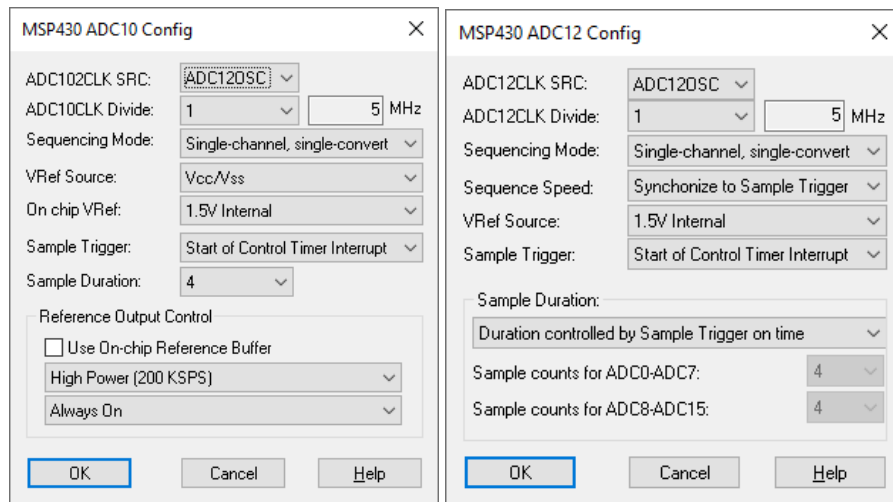 MSP430 ADC10 Config
ADC102CLK SRC: ADC12OSC
ADC10CLK Divide: 1 5 MHz
Sequencing Mode: Single-channel, single-convert
VRef Source: Vcc/Vss
On chip VRef: 1.5V Internal
Sample Trigger: Start of Control Timer Interrupt
Sample Duration: 4
Reference Output Control
Use On-chip Reference Buffer
High Power (200 KSPS)
Always On
OK Cancel Help
MSP430 ADC12 Config
ADC12CLK SRC: ADC12OSC
ADC12CLK Divide: 1 5 MHz
Sequencing Mode: Single-channel, single-convert
Sequence Speed: Synchonize to Sample Trigger
VRef Source: 1.5V Internal
Sample Trigger: Start of Control Timer Interrupt
Sample Duration:
Duration controlled by Sample Trigger on time
Sample counts for ADC0-ADC7: 4
Sample counts for ADC8-ADC15: 4
OK Cancel Help